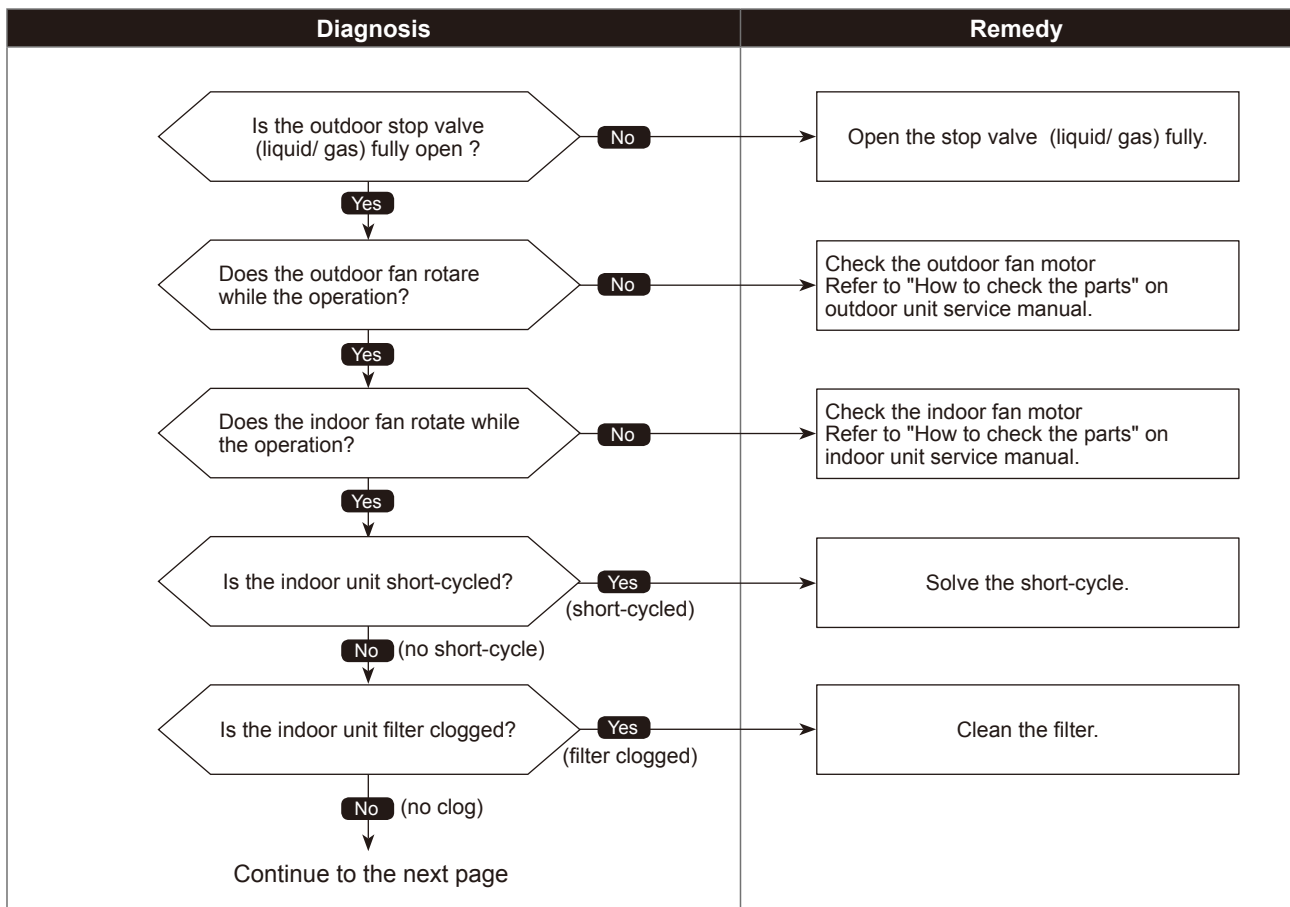 Diagnosis
Remedy
Is the outdoor stop valve
(liquid/ gas) fully open ?
No
Open the stop valve  (liquid/ gas) fully.
Yes
Does the outdoor fan rotare
while the operation?
No
Check the outdoor fan motor
Refer to "How to check the parts" on
outdoor unit service manual.
Yes
Does the indoor fan rotate while
the operation?
No
Check the indoor fan motor
Refer to "How to check the parts" on
indoor unit service manual.
Yes
Is the indoor unit short-cycled?
Yes
(short-cycled)
Solve the short-cycle.
No (no short-cycle)
Is the indoor unit filter clogged?
Yes
(filter clogged)
Clean the filter.
No (no clog)
Continue to the next page